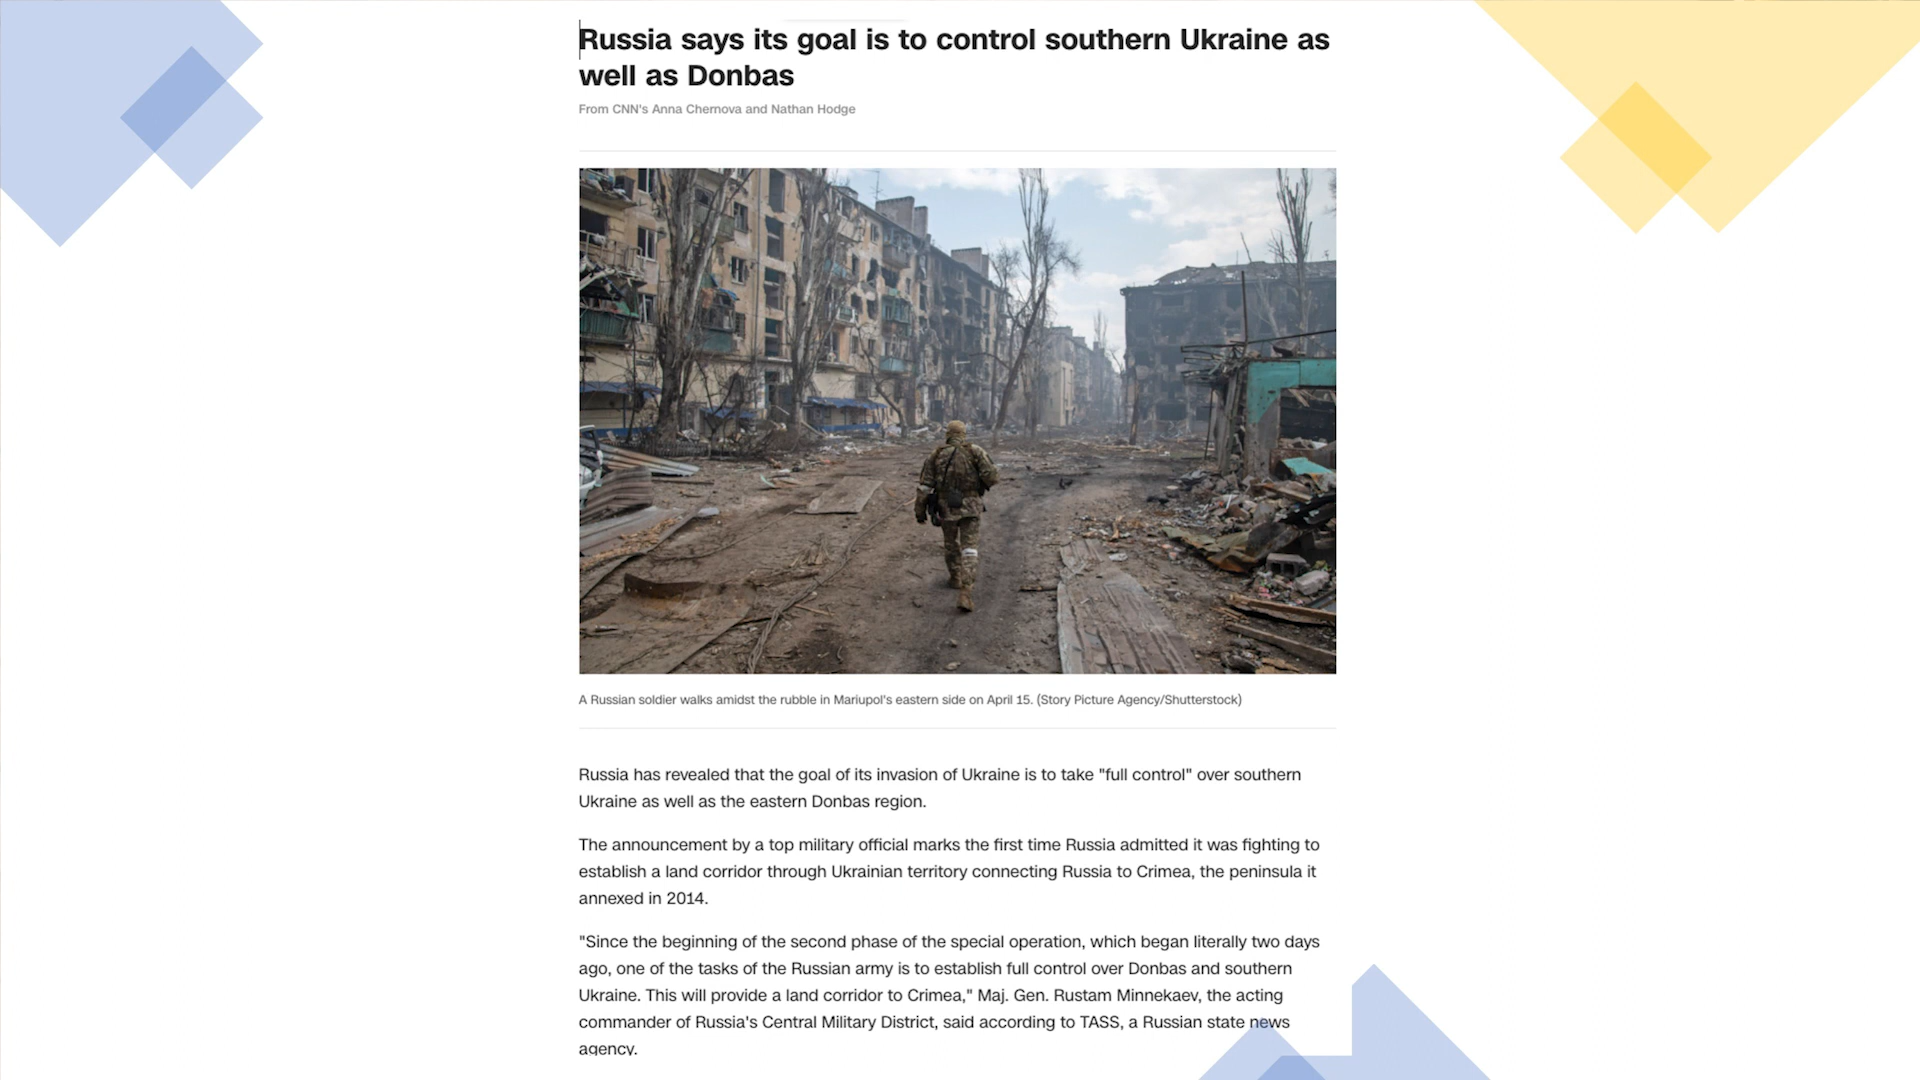 Russia says its goal is to control southern Ukraine as
well as Donbas
From CNN's Anna Chernova and Nathan Hodge
A Russian soldier walks amidst the rubble in Mariupol's eastern side on April 15. (Story Picture Agency/Shutterstock)
Russia has revealed that the goal of its invasion of Ukraine is to take "full control" over southern
Ukraine as well as the eastern Donbas region.
The announcement by a top military official marks the first time Russia admitted it was fighting to
establish a land corridor through Ukrainian territory connecting Russia to Crimea, the peninsula it
annexed in 2014.
"Since the beginning of the second phase of the special operation, which began literally two days
ago, one of the tasks of the Russian army is to establish full control over Donbas and southern
Ukraine. This will provide a land corridor to Crimea," Maj. Gen. Rustam Minnekaev, the acting
commander of Russia's Central Military District, said according to TASS, a Russian state news
agency.